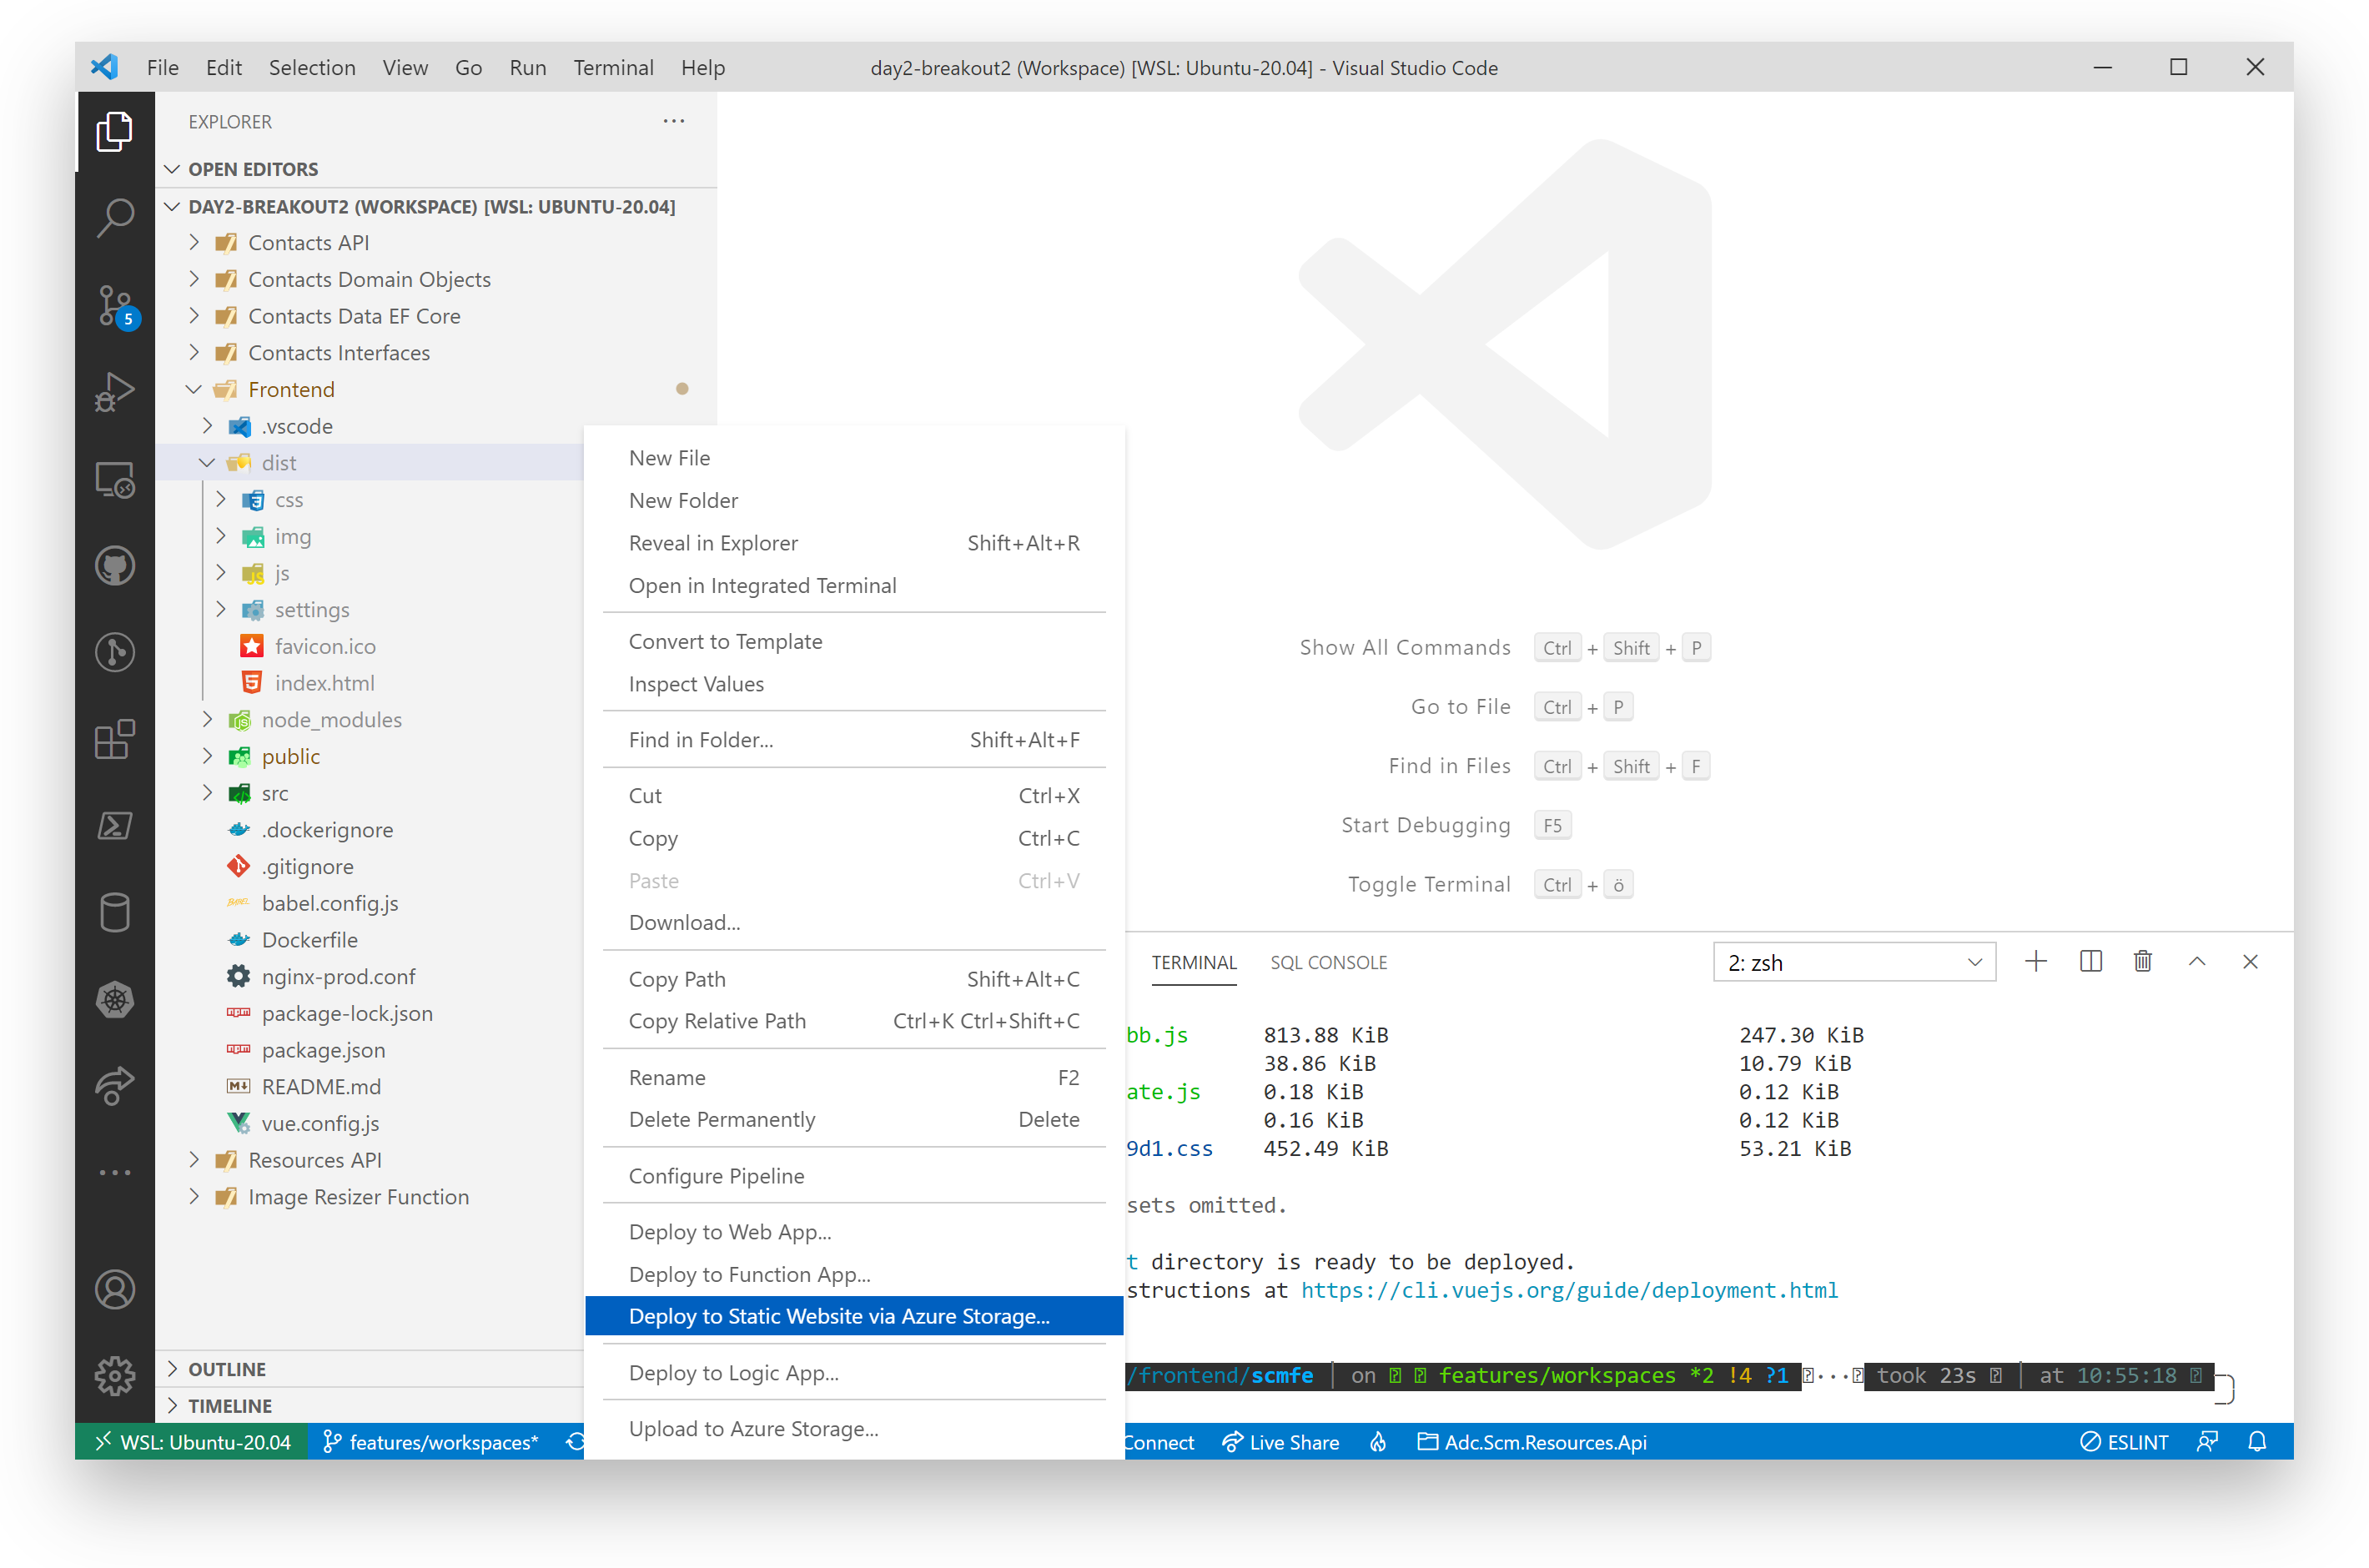 File Edit Selection View Go Run Terminal Help
day2-breakout2 (Workspace) [WSL: Ubuntu-20.04] - Visual Studio Code
EXPLORER
OPEN EDITORS
DAY2-BREAKOUT2 (WORKSPACE) [WSL: UBUNTU-20.04]
Contacts API
Contacts Domain Objects
Contacts Data EF Core
Contacts Interfaces
Frontend
.vscode
dist
css
img
js
settings
favicon.ico
index.html
node_modules
public
src
.dockerignore
.gitignore
babel.config.js
Dockerfile
nginx-prod.conf
package-lock.json
package.json
README.md
vue.config.js
Resources API
Image Resizer Function
OUTLINE
TIMELINE
5
New File
New Folder
Reveal in Explorer Shift+Alt+R
Open in Integrated Terminal
Convert to Template
Inspect Values
Find in Folder... Shift+Alt+F
Cut Ctrl+X
Copy Ctrl+C
Paste Ctrl+V
Download...
Copy Path Shift+Alt+C
Copy Relative Path Ctrl+K Ctrl+Shift+C
Rename F2
Delete Permanently Delete
Configure Pipeline
Deploy to Web App...
Deploy to Function App...
Deploy to Static Website via Azure Storage...
Deploy to Logic App...
Upload to Azure Storage...
Show All Commands Ctrl + Shift + P
Go to File Ctrl + P
Find in Files Ctrl + Shift + F
Start Debugging F5
Toggle Terminal Ctrl + ö
TERMINAL SQL CONSOLE 2: zsh
bb.js 813.88 KiB 247.30 KiB
38.86 KiB 10.79 KiB
ate.js 0.18 KiB 0.12 KiB
0.16 KiB 0.12 KiB
9d1.css 452.49 KiB 53.21 KiB
sets omitted.
t directory is ready to be deployed.
structions at https://cli.vuejs.org/guide/deployment.html
/frontend/scmfe | on features/workspaces *2 !4 ?1 ... took 23s | at 10:55:18
WSL: Ubuntu-20.04 features/workspaces* Connect Live Share Adc.Scm.Resources.Api ESLINT